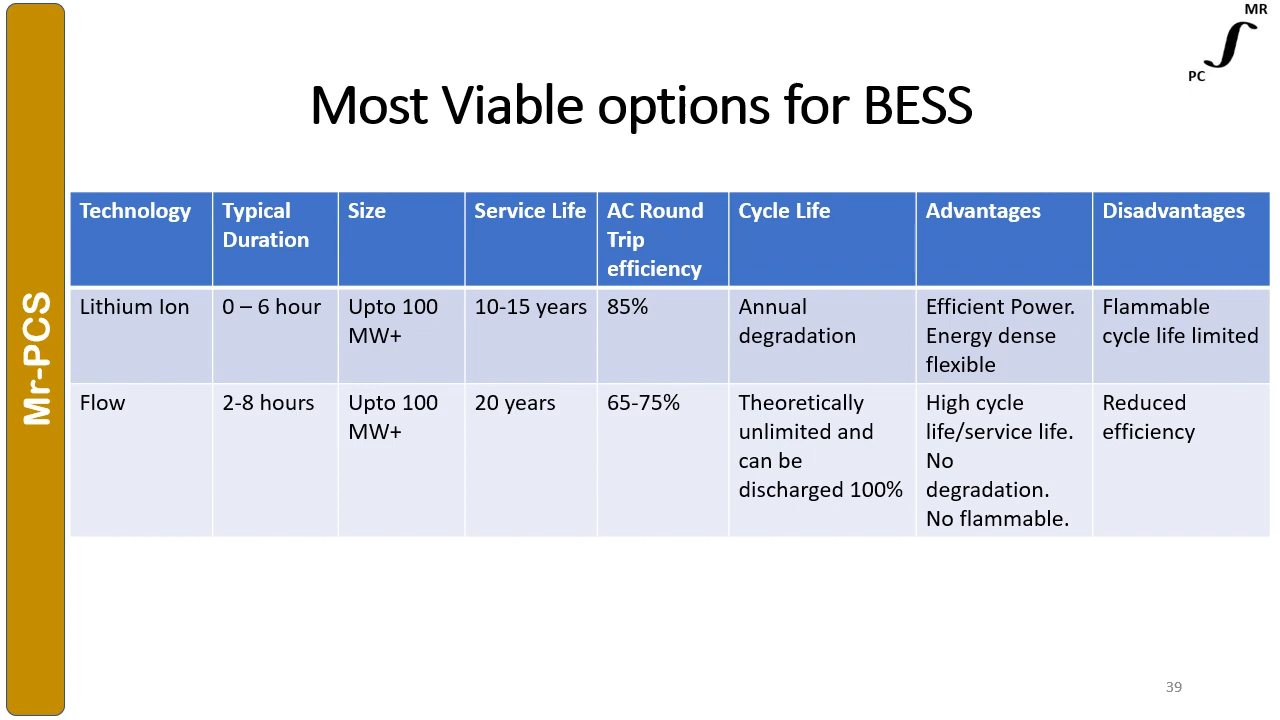 MR
PC
Mr-PCS
Most Viable options for BESS
Technology
Typical
Duration
Size
Service Life
AC Round
Trip
efficiency
Cycle Life
Advantages
Disadvantages
Lithium Ion
0 – 6 hour
Upto 100
MW+
10-15 years
85%
Annual
degradation
Efficient Power.
Energy dense
flexible
Flammable
cycle life limited
Flow
2-8 hours
Upto 100
MW+
20 years
65-75%
Theoretically
unlimited and
can be
discharged 100%
High cycle
life/service life.
No
degradation.
No flammable.
Reduced
efficiency
39